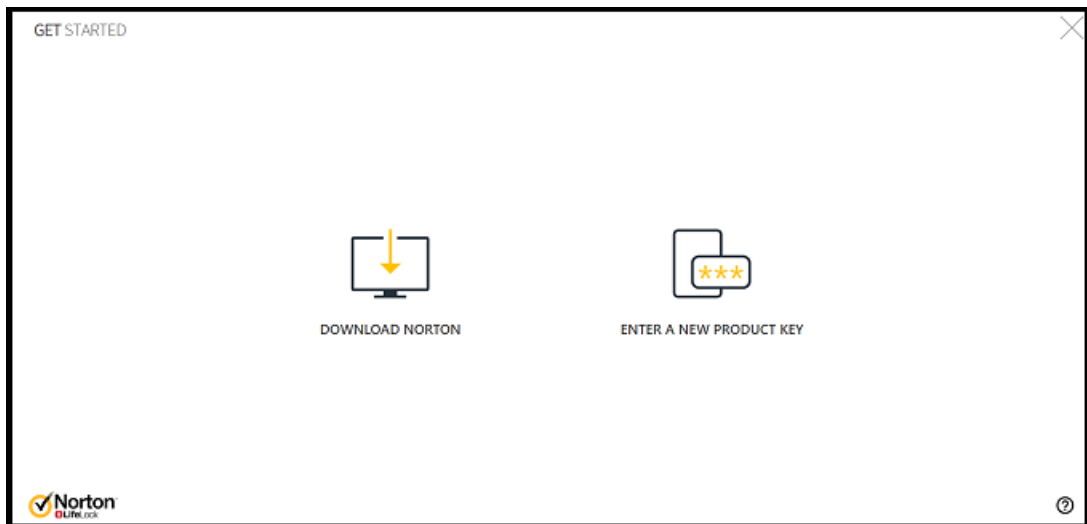 GET STARTED
***
DOWNLOAD NORTON
ENTER A NEW PRODUCT KEY
Norton
LifeLock
?